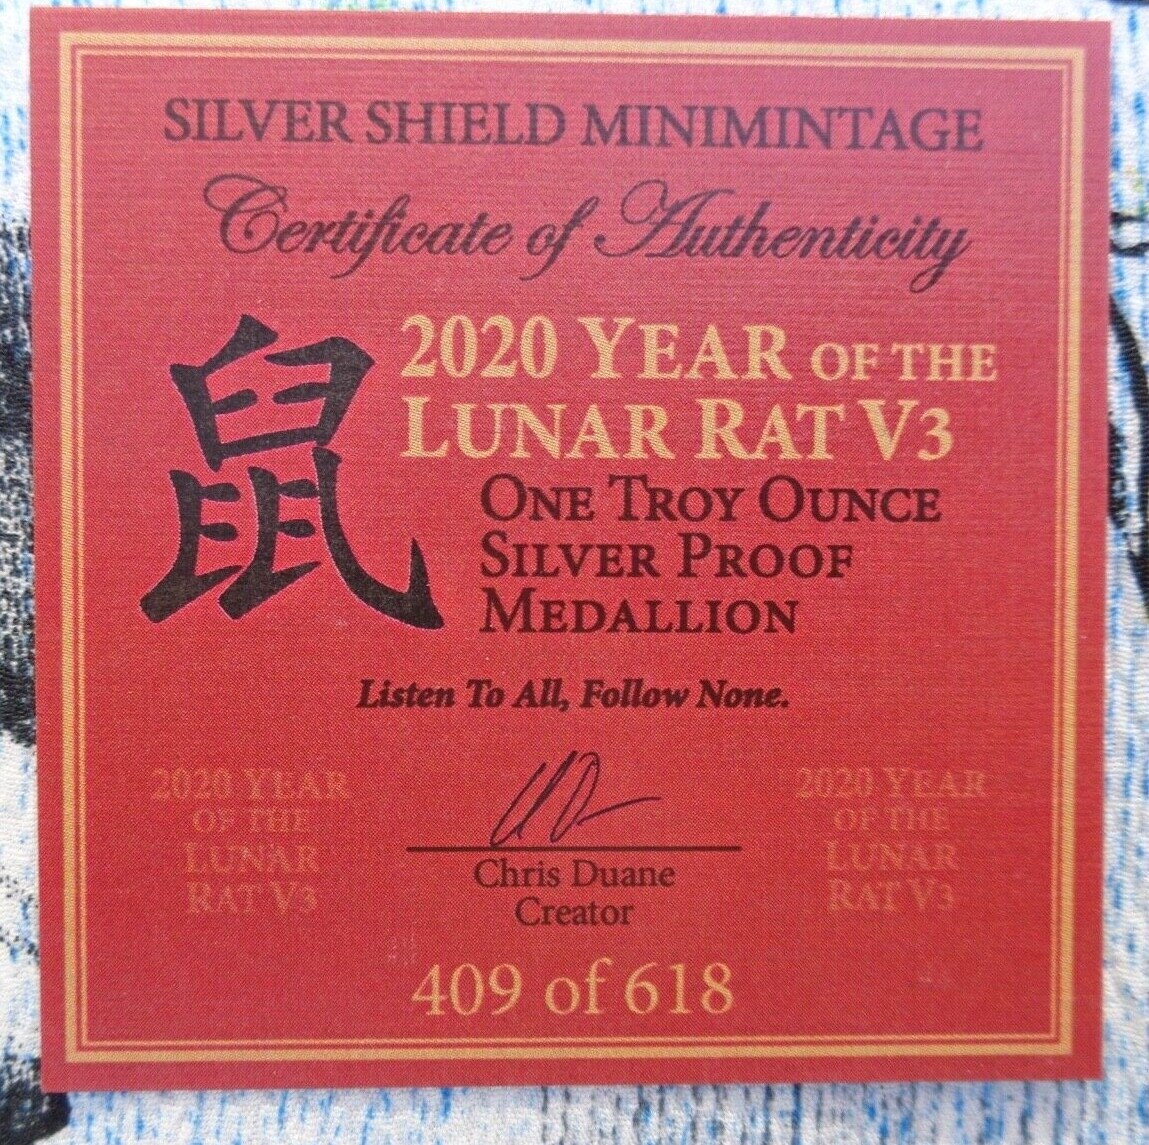 SILVER SHIELD MINIMINTAGE
Certificate of Authenticity
鼠
2020 YEAR OF THE
LUNAR RAT V3
ONE TROY OUNCE
SILVER PROOF
MEDALLION
Listen To All, Follow None.
2020 YEAR
OF THE
LUNAR
RAT V3
Chris Duane
Creator
2020 YEAR
OF THE
LUNAR
RAT V3
409 of 618